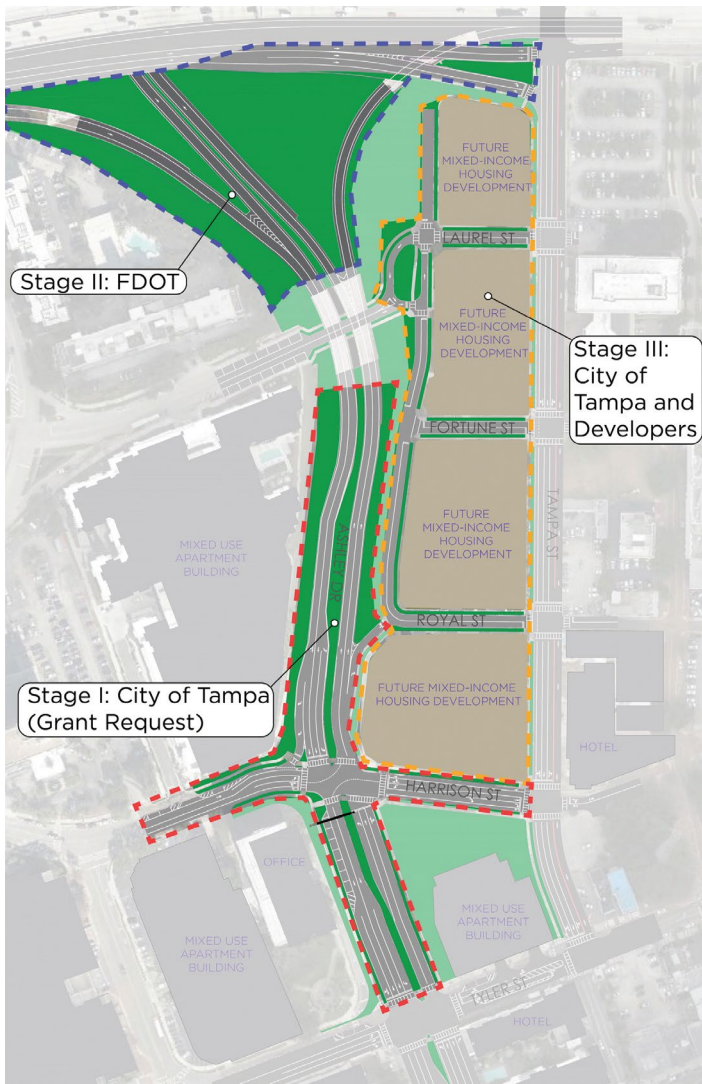 FUTURE
MIXED-INCOME
HOUSING
DEVELOPMENT
LAUREL ST
Stage II: FDOT
FUTURE
MIXED-INCOME
HOUSING
DEVELOPMENT
Stage III:
City of
Tampa and
Developers
FORTUNE ST
TAMPA ST
FUTURE
MIXED-INCOME
HOUSING
DEVELOPMENT
MIXED USE
APARTMENT
BUILDING
ASHLEY DR
ROYAL ST
Stage I: City of Tampa
(Grant Request)
FUTURE MIXED-INCOME
HOUSING DEVELOPMENT
HOTEL
HARRISON ST
OFFICE
MIXED USE
APARTMENT
BUILDING
MIXED USE
APARTMENT
BUILDING
TYLER ST
HOTEL